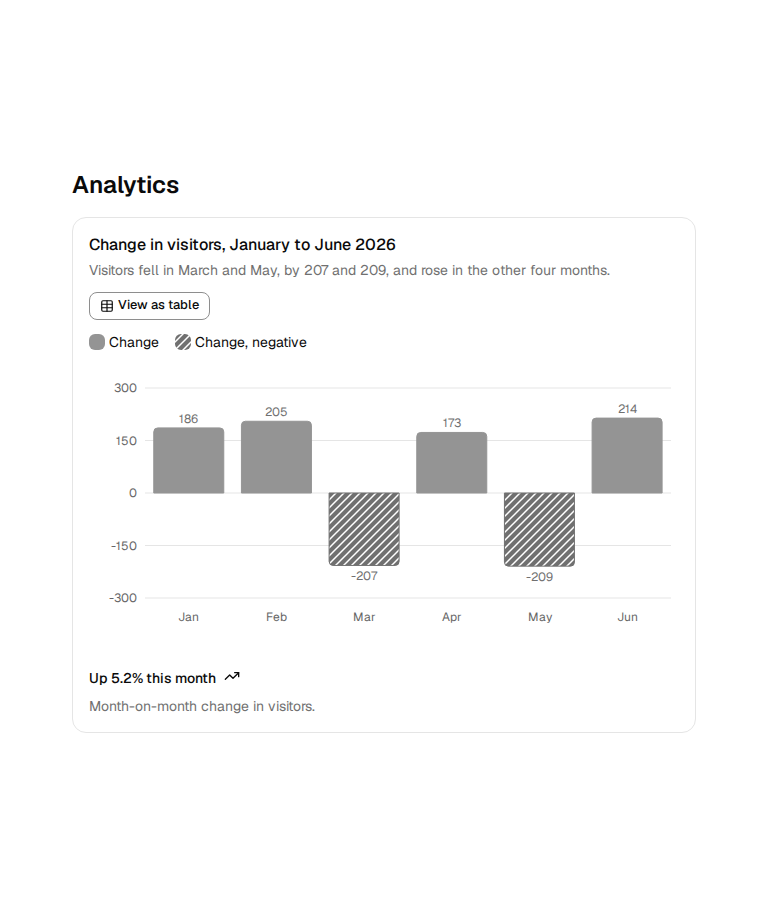 Analytics
Change in visitors, January to June 2026
Visitors fell in March and May, by 207 and 209, and rose in the other four months.
View as table
Change
Change, negative
300
150
0
-150
-300
186
205
-207
173
-209
214
Jan
Feb
Mar
Apr
May
Jun
Up 5.2% this month
Month-on-month change in visitors.